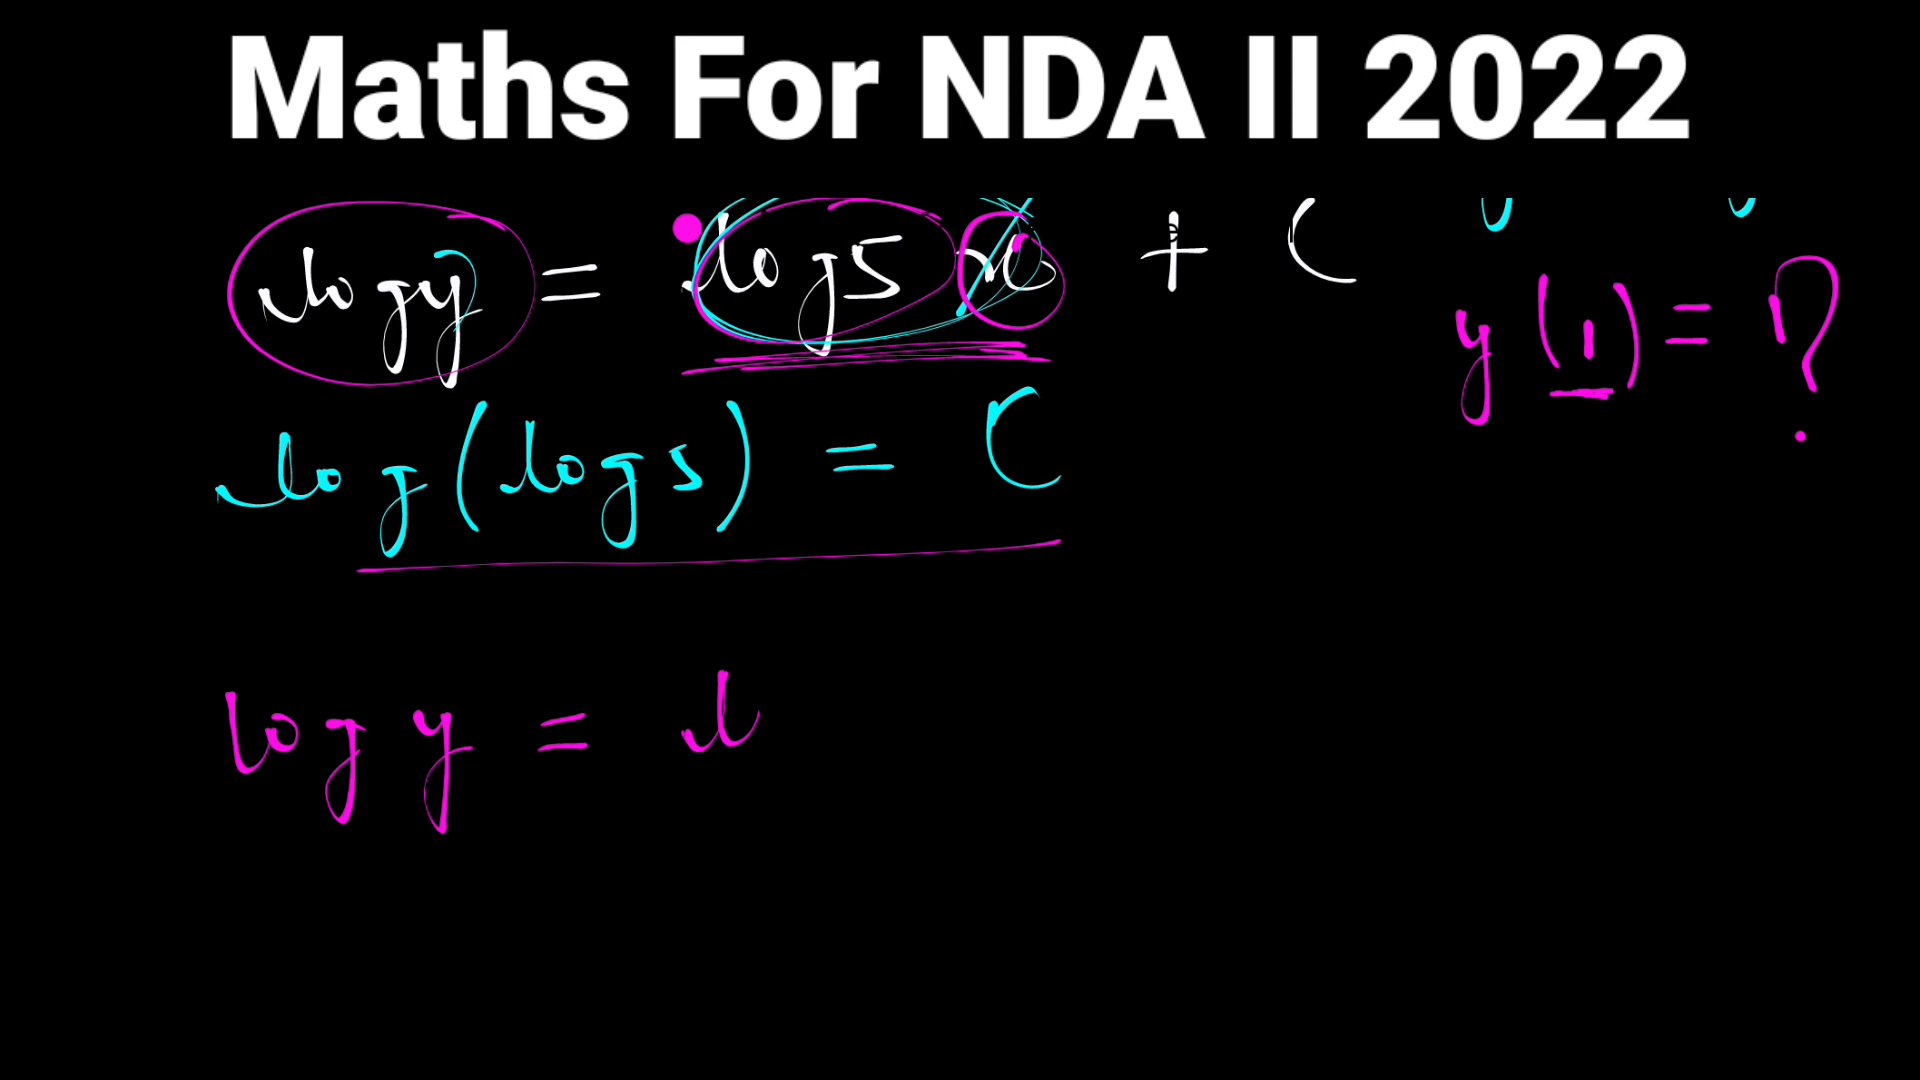 Maths For NDA II 2022
log y = log 5 x + C
y(1) = ?
log(log 5) = C
log y = l